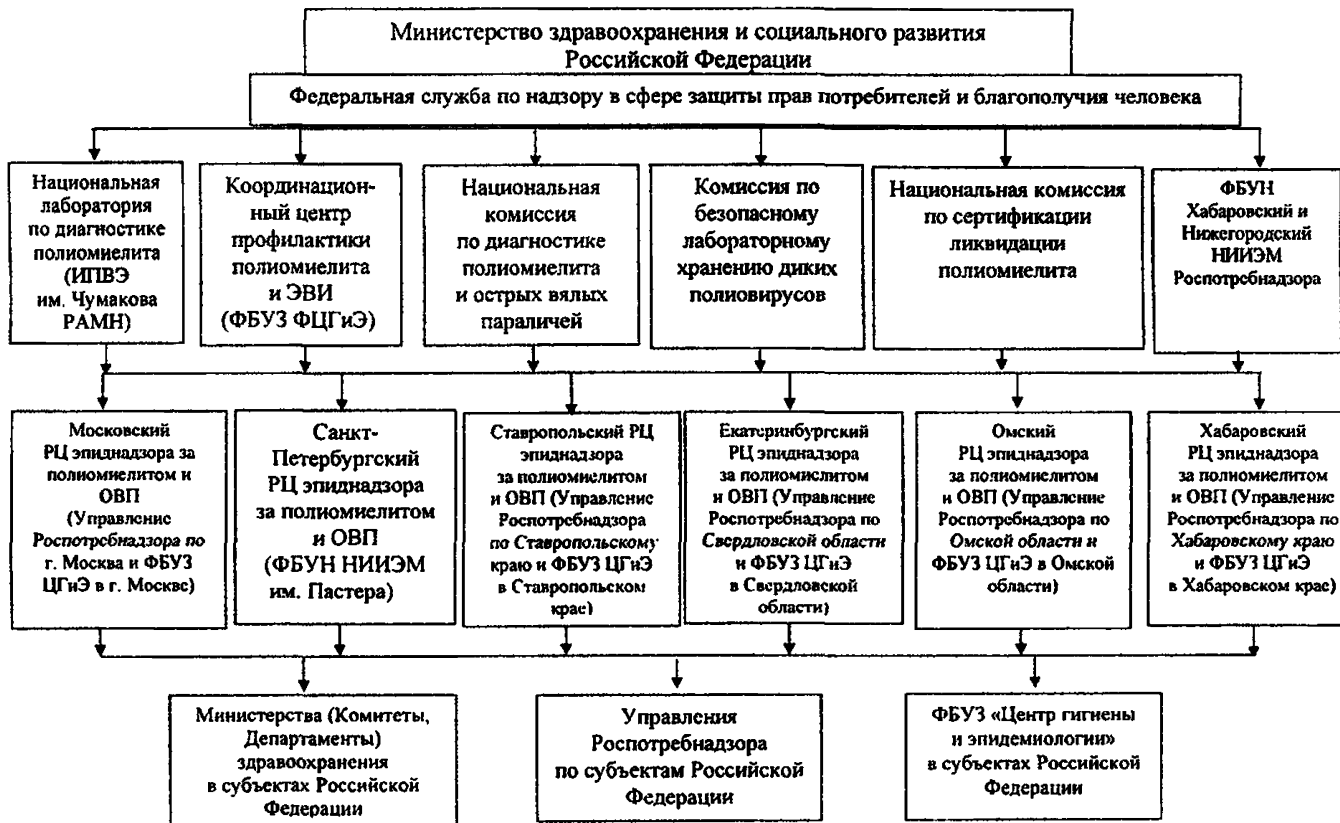 Министерство здравоохранения и социального развития
Российской Федерации
Федеральная служба по надзору в сфере защиты прав потребителей и благополучия человека
Национальная
лаборатория
по диагностике
полиомиелита
(ИПВЭ
им. Чумакова
РАМН)
Координацион-
ный центр
профилактики
полиомиелита
и ЭВИ
(ФБУЗ ФЦГиЭ)
Национальная
комиссия
по диагностике
полиомиелита
и острых вялых
параличей
Комиссия по
безопасному
лабораторному
хранению диких
полиовирусов
Национальная комиссия
по сертификации
ликвидации
полиомиелита
ФБУН
Хабаровский и
Нижегородский
НИИЭМ
Роспотребнадзора
Московский
РЦ эпиднадзора за
полиомиелитом и
ОВП
(Управление
Роспотребнадзора по
г. Москва и ФБУЗ
ЦГиЭ в г. Москве)
Санкт-
Петербургский
РЦ эпиднадзора
за полиомиелитом
и ОВП
(ФБУН НИИЭМ
им. Пастера)
Ставропольский РЦ
эпиднадзора
за полиомиелитом
и ОВП (Управление
Роспотребнадзора
по Ставропольскому
краю и ФБУЗ ЦГиЭ
в Ставропольском
крае)
Екатеринбургский
РЦ эпиднадзора
за полиомиелитом
и ОВП (Управление
Роспотребнадзора по
Свердловской области
и ФБУЗ ЦГиЭ
в Свердловской
области)
Омский
РЦ эпиднадзора
за полиомиелитом
и ОВП (Управление
Роспотребнадзора по
Омской области и
ФБУЗ ЦГиЭ в Омской
области)
Хабаровский
РЦ эпиднадзора
за полиомиелитом
и ОВП (Управление
Роспотребнадзора по
Хабаровскому краю
и ФБУЗ ЦГиЭ
в Хабаровском крае)
Министерства (Комитеты,
Департаменты)
здравоохранения
в субъектах Российской
Федерации
Управления
Роспотребнадзора
по субъектам Российской
Федерации
ФБУЗ «Центр гигиены
и эпидемиологии»
в субъектах Российской
Федерации